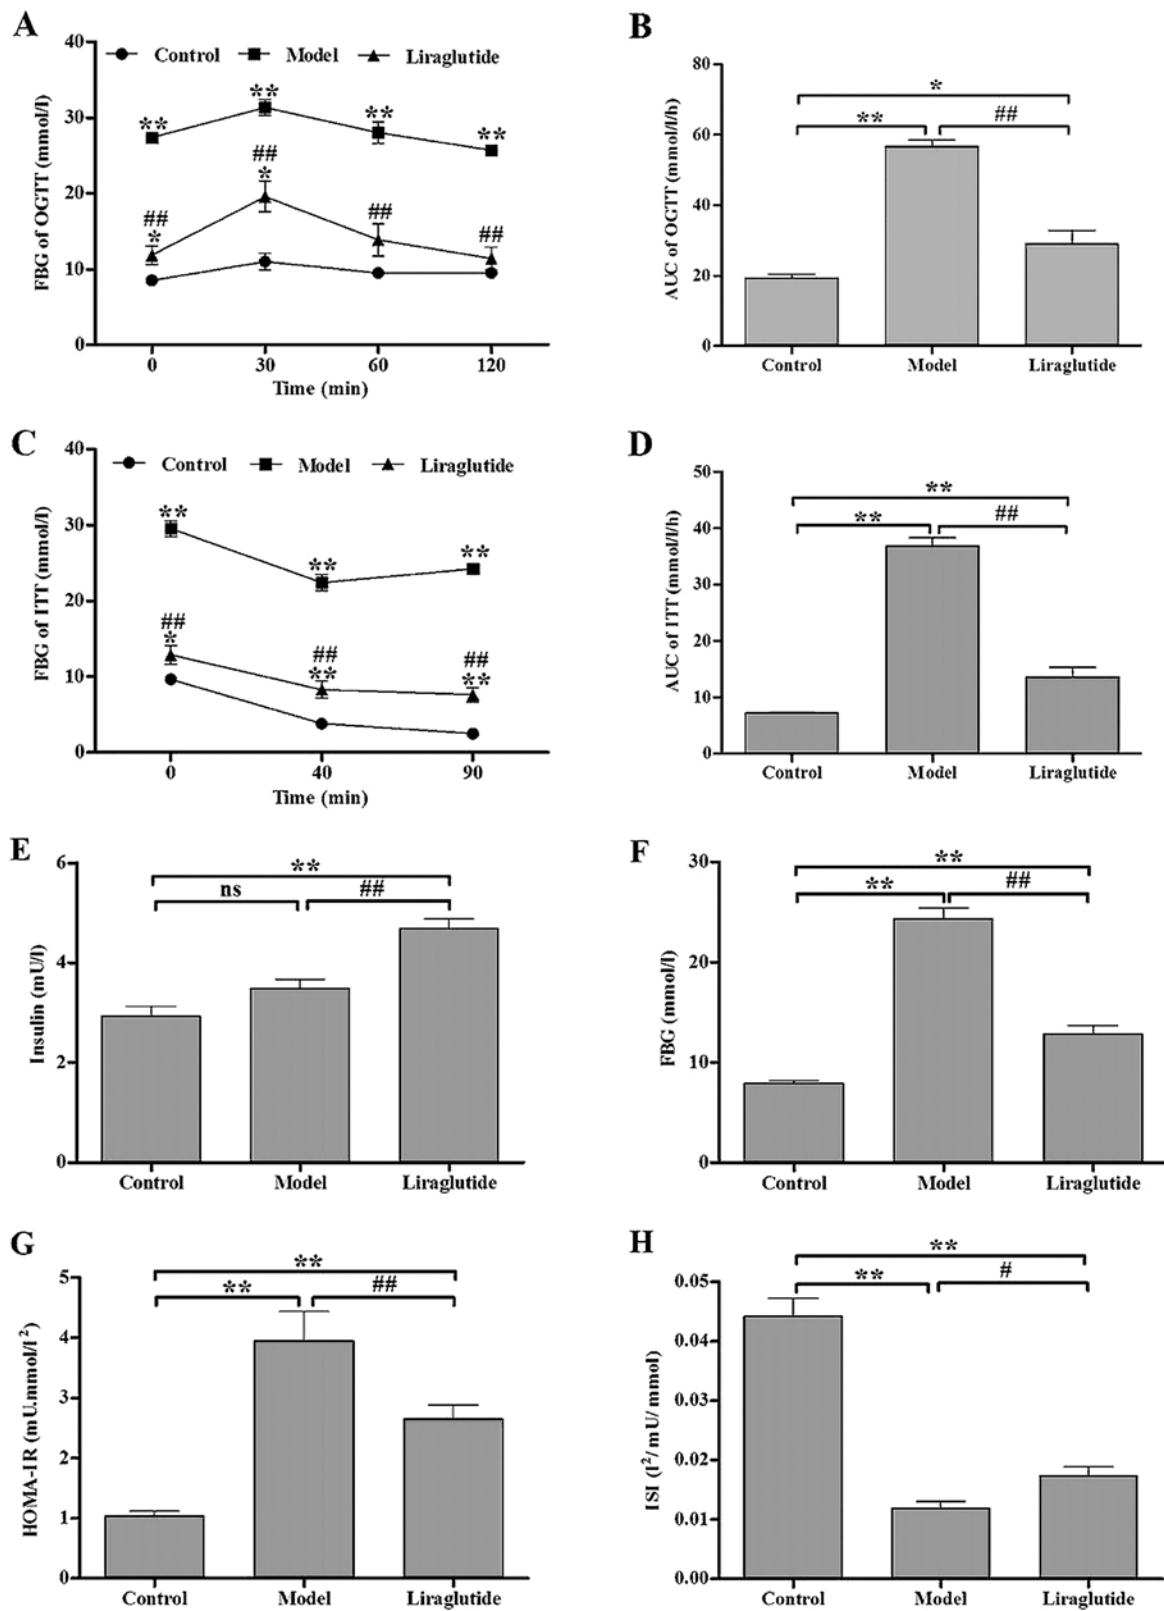 A
40
Control
Model
Liraglutide
**
**
**
**
30
FBG of OGTT (mmol/l)
20
##
*
##
*
##
##
10
0
0
30
60
120
Time (min)
B
80
*
**
##
60
AUC of OGTT (mmol/l/h)
40
20
0
Control
Model
Liraglutide
C
40
Control
Model
Liraglutide
**
**
**
30
FBG of ITT (mmol/l)
20
##
*
##
**
##
**
10
0
0
40
90
Time (min)
D
50
**
**
##
40
AUC of ITT (mmol/l/h)
30
20
10
0
Control
Model
Liraglutide
E
6
**
ns
##
Insulin (mU/l)
4
2
0
Control
Model
Liraglutide
F
30
**
**
##
FBG (mmol/l)
20
10
0
Control
Model
Liraglutide
G
5
**
**
##
HOMA-IR (mU.mmol/l²)
4
3
2
1
0
Control
Model
Liraglutide
H
**
**
#
0.05
ISI (l²/ mU/ mmol)
0.04
0.03
0.02
0.01
0.00
Control
Model
Liraglutide